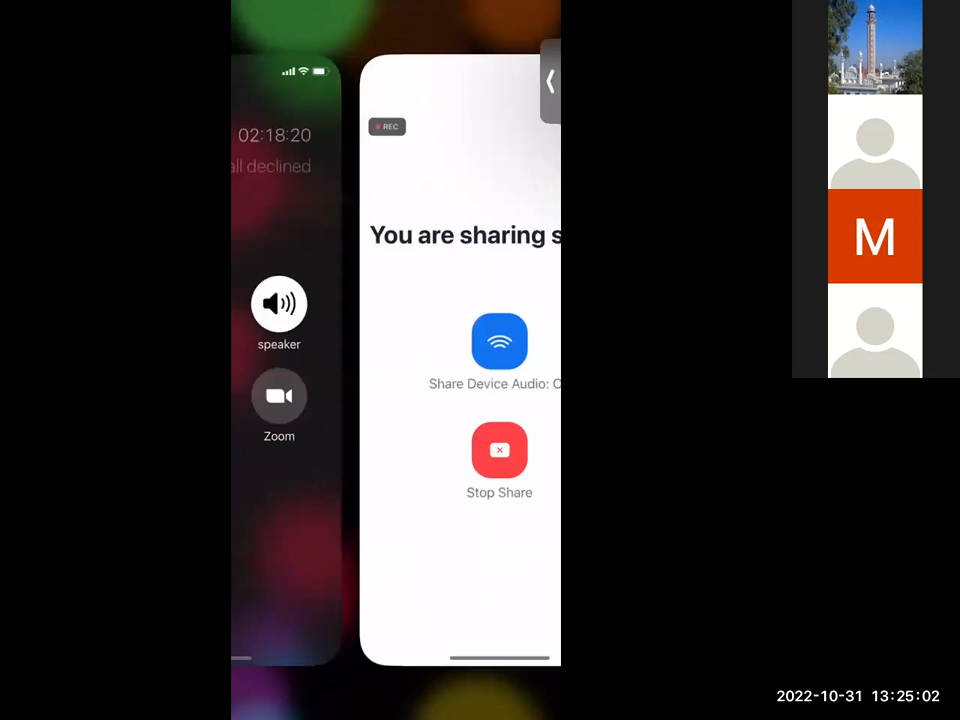 02:18:20
all declined
speaker
Zoom
REC
You are sharing s
Share Device Audio: O
Stop Share
M
2022-10-31 13:25:02